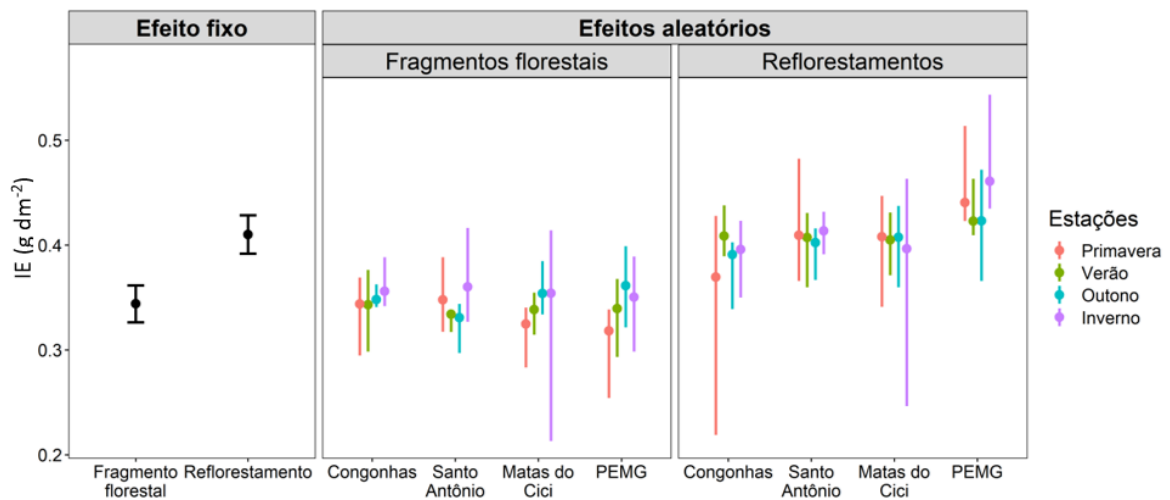 Efeito fixo
Efeitos aleatórios
Fragmentos florestais
Reflorestamentos
IE (g dm⁻²)
0.5
0.4
0.3
0.2
Fragmento
florestal
Reflorestamento
Congonhas
Santo
Antônio
Matas do
Cici
PEMG
Congonhas
Santo
Antônio
Matas do
Cici
PEMG
Estações
Primavera
Verão
Outono
Inverno